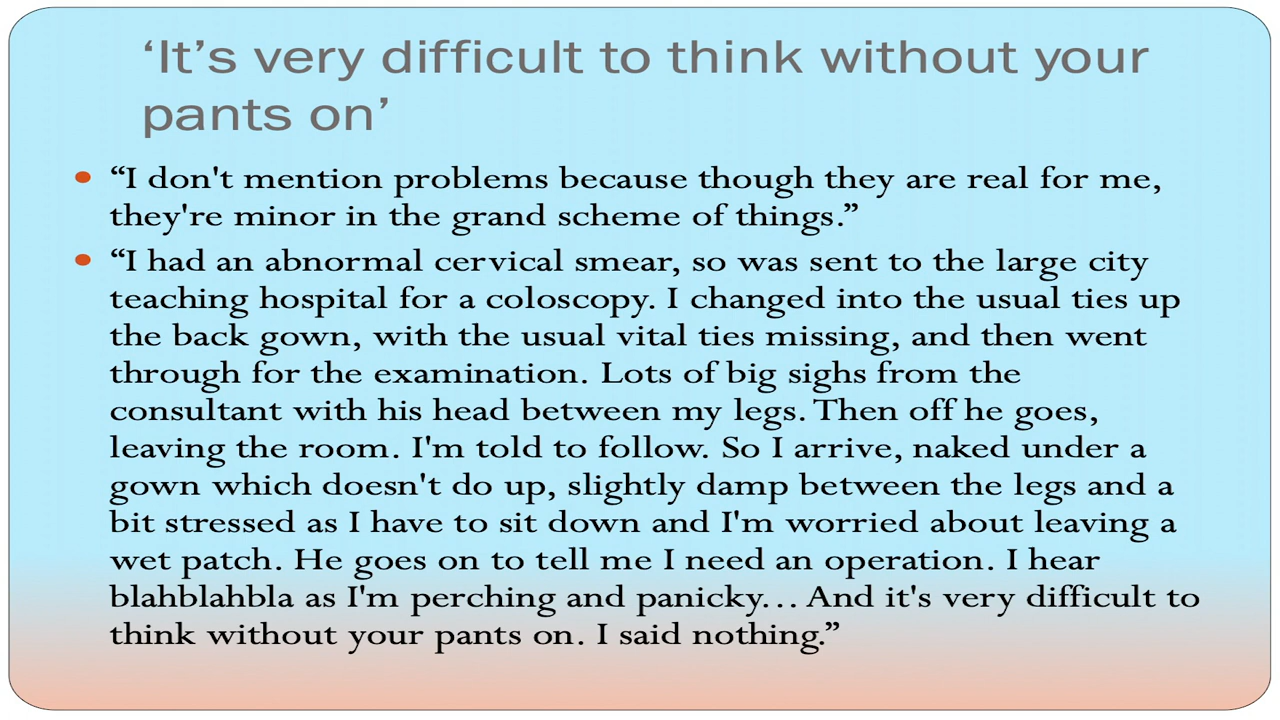 ‘It’s very difficult to think without your
pants on’
• “I don't mention problems because though they are real for me,
they're minor in the grand scheme of things.”
• “I had an abnormal cervical smear, so was sent to the large city
teaching hospital for a coloscopy. I changed into the usual ties up
the back gown, with the usual vital ties missing, and then went
through for the examination. Lots of big sighs from the
consultant with his head between my legs. Then off he goes,
leaving the room. I'm told to follow. So I arrive, naked under a
gown which doesn't do up, slightly damp between the legs and a
bit stressed as I have to sit down and I'm worried about leaving a
wet patch. He goes on to tell me I need an operation. I hear
blahblahbla as I'm perching and panicky… And it's very difficult to
think without your pants on. I said nothing.”